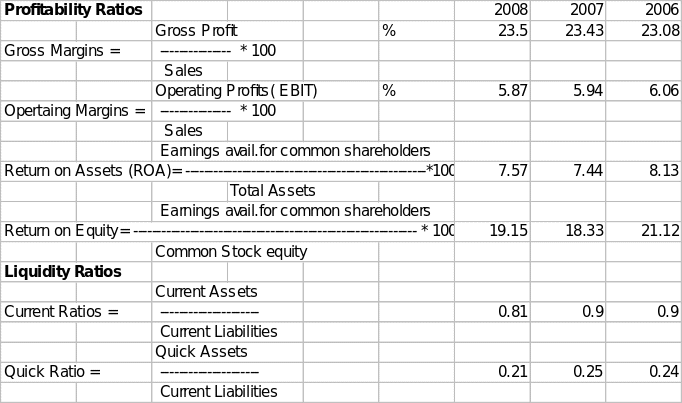 Profitability Ratios 2008 2007 2006
Gross Profit % 23.5 23.43 23.08
Gross Margins = --------------- * 100
Sales
Operating Profits( EBIT) % 5.87 5.94 6.06
Opertaing Margins = --------------- * 100
Sales
Earnings avail.for common shareholders
Return on Assets (ROA)= ---------------------------------------------------*100 7.57 7.44 8.13
Total Assets
Earnings avail.for common shareholders
Return on Equity= ------------------------------------------------------------ * 100 19.15 18.33 21.12
Common Stock equity
Liquidity Ratios
Current Assets
Current Ratios = --------------------- 0.81 0.9 0.9
Current Liabilities
Quick Assets
Quick Ratio = --------------------- 0.21 0.25 0.24
Current Liabilities